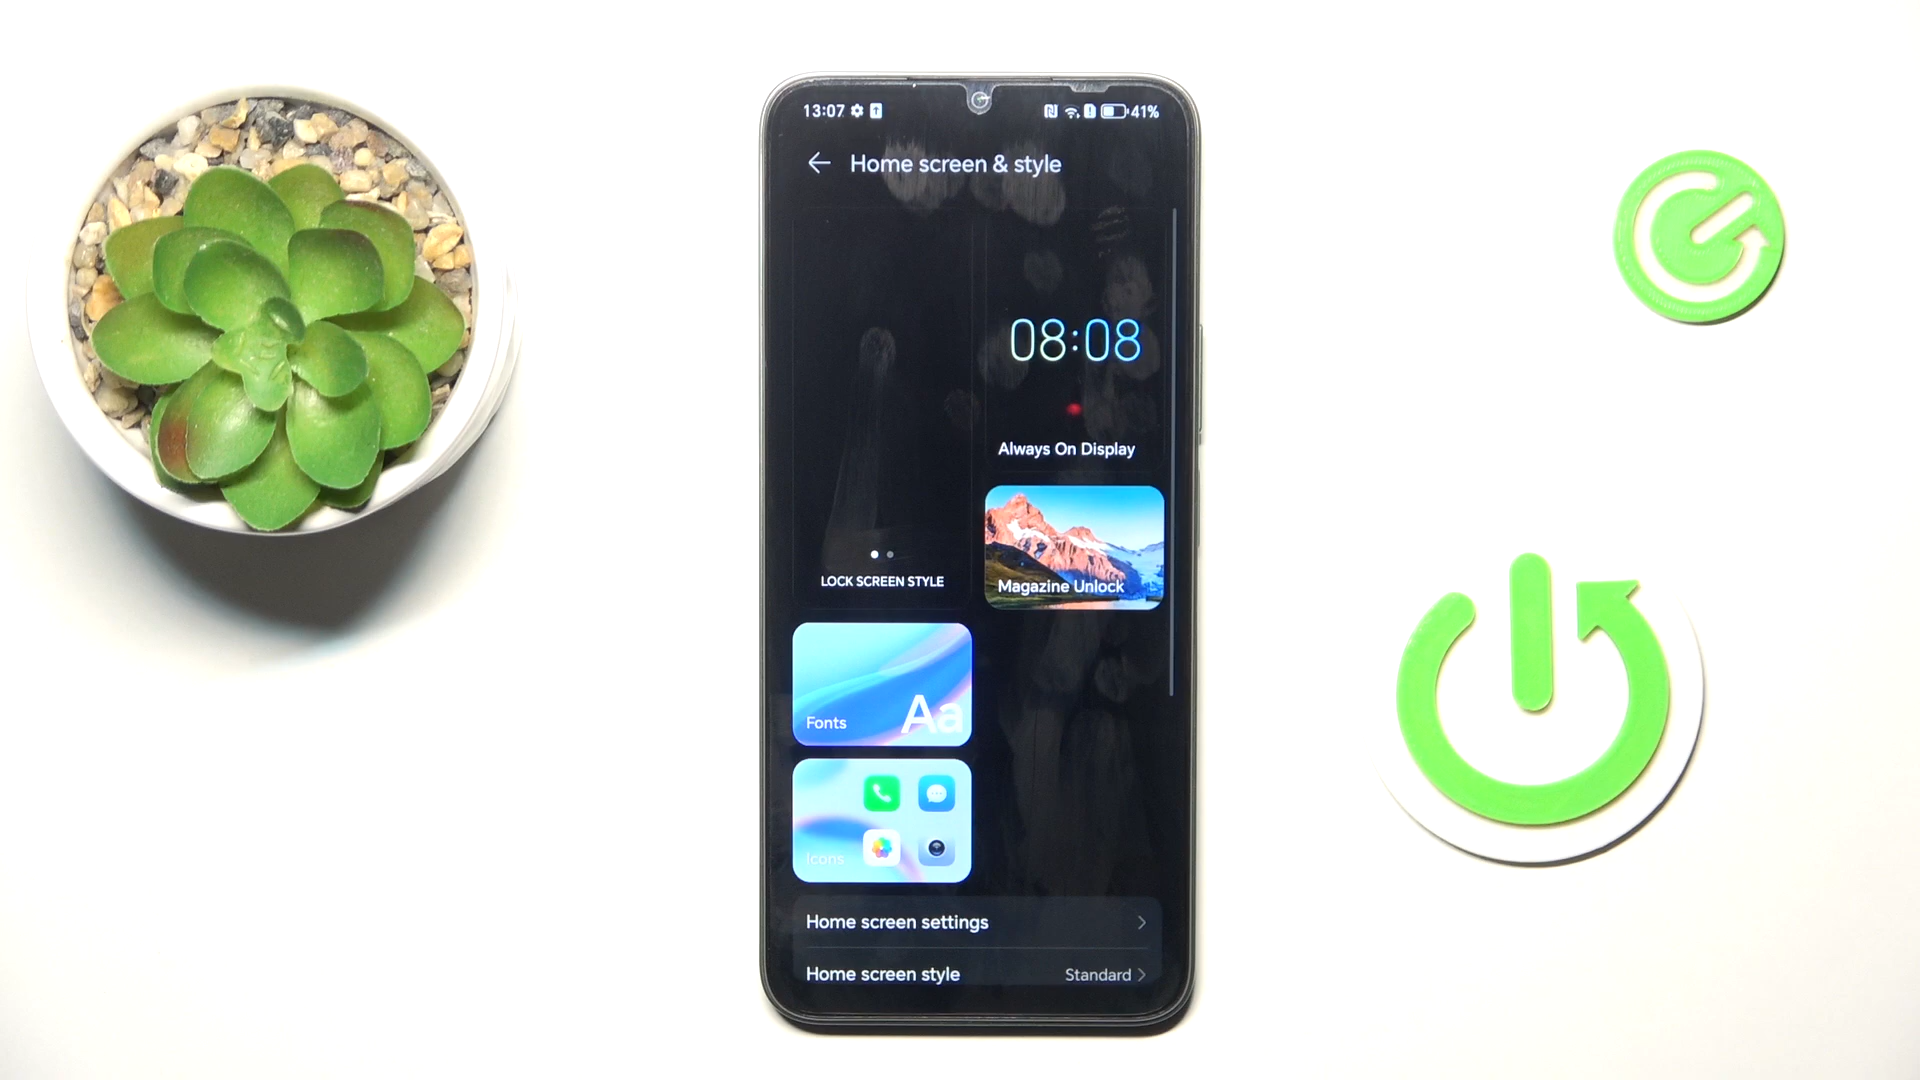 13:07 41%
Home screen & style
08:08
Always On Display
LOCK SCREEN STYLE
Magazine Unlock
Fonts Aa
Icons
Home screen settings
Home screen style Standard